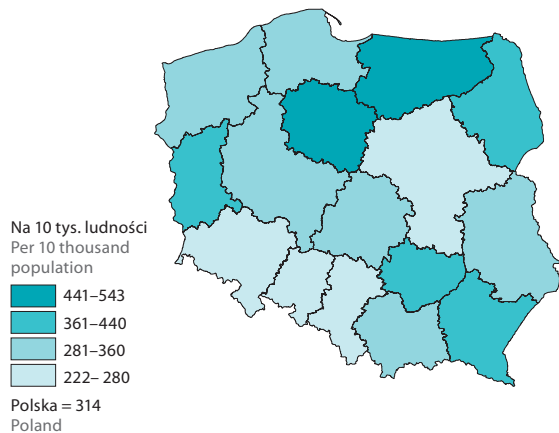 Na 10 tys. ludności
Per 10 thousand
population
441–543
361–440
281–360
222– 280
Polska = 314
Poland